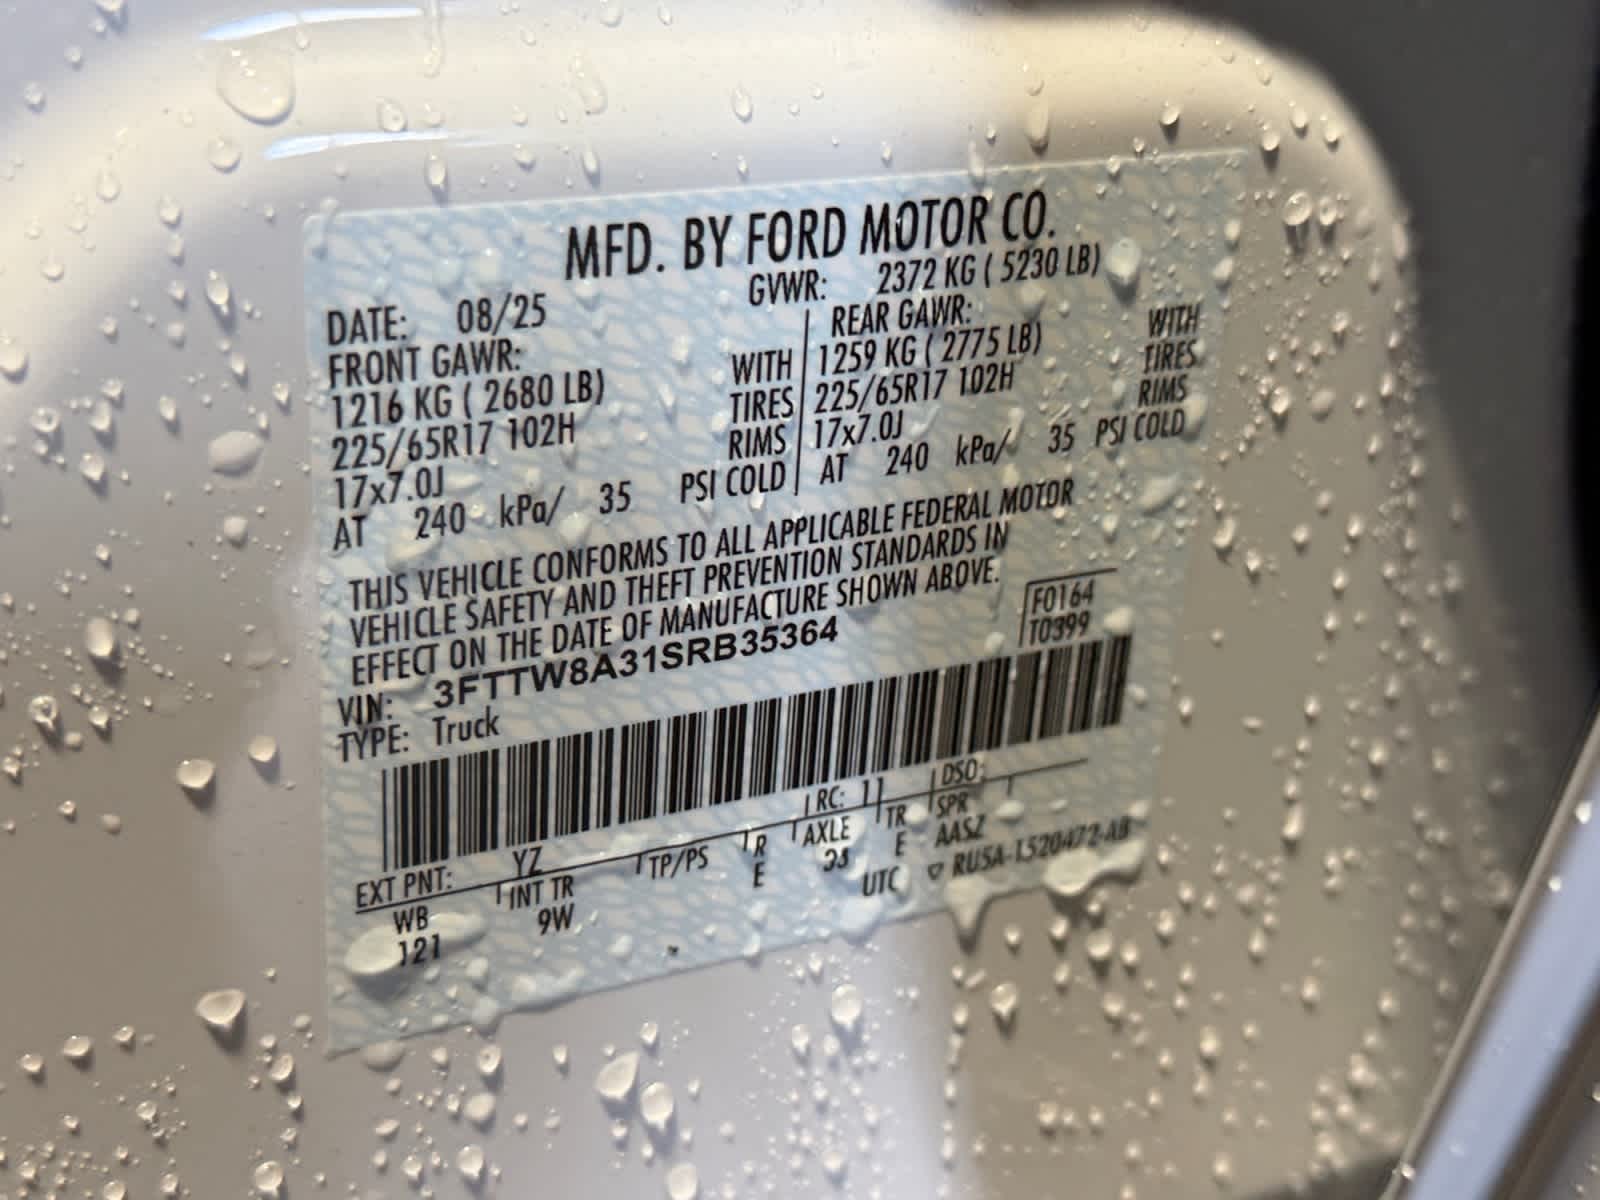 MFD. BY FORD MOTOR CO.
DATE: 08/25 GVWR: 2372 KG ( 5230 LB)
FRONT GAWR: REAR GAWR:
1216 KG ( 2680 LB) WITH 1259 KG ( 2775 LB) WITH
225/65R17 102H TIRES 225/65R17 102H TIRES
17x7.0J RIMS 17x7.0J RIMS
AT 240 kPa/ 35 PSI COLD AT 240 kPa/ 35 PSI COLD
THIS VEHICLE CONFORMS TO ALL APPLICABLE FEDERAL MOTOR
VEHICLE SAFETY AND THEFT PREVENTION STANDARDS IN
EFFECT ON THE DATE OF MANUFACTURE SHOWN ABOVE.
VIN: 3FTTW8A31SRB35364 F0164
TYPE: Truck T0399
EXT PNT: YZ RC: 11 DSO:
WB INT TR TP/PS R AXLE TR SPR
121 9W E E AASZ
UTC RU5A-1520472-AB